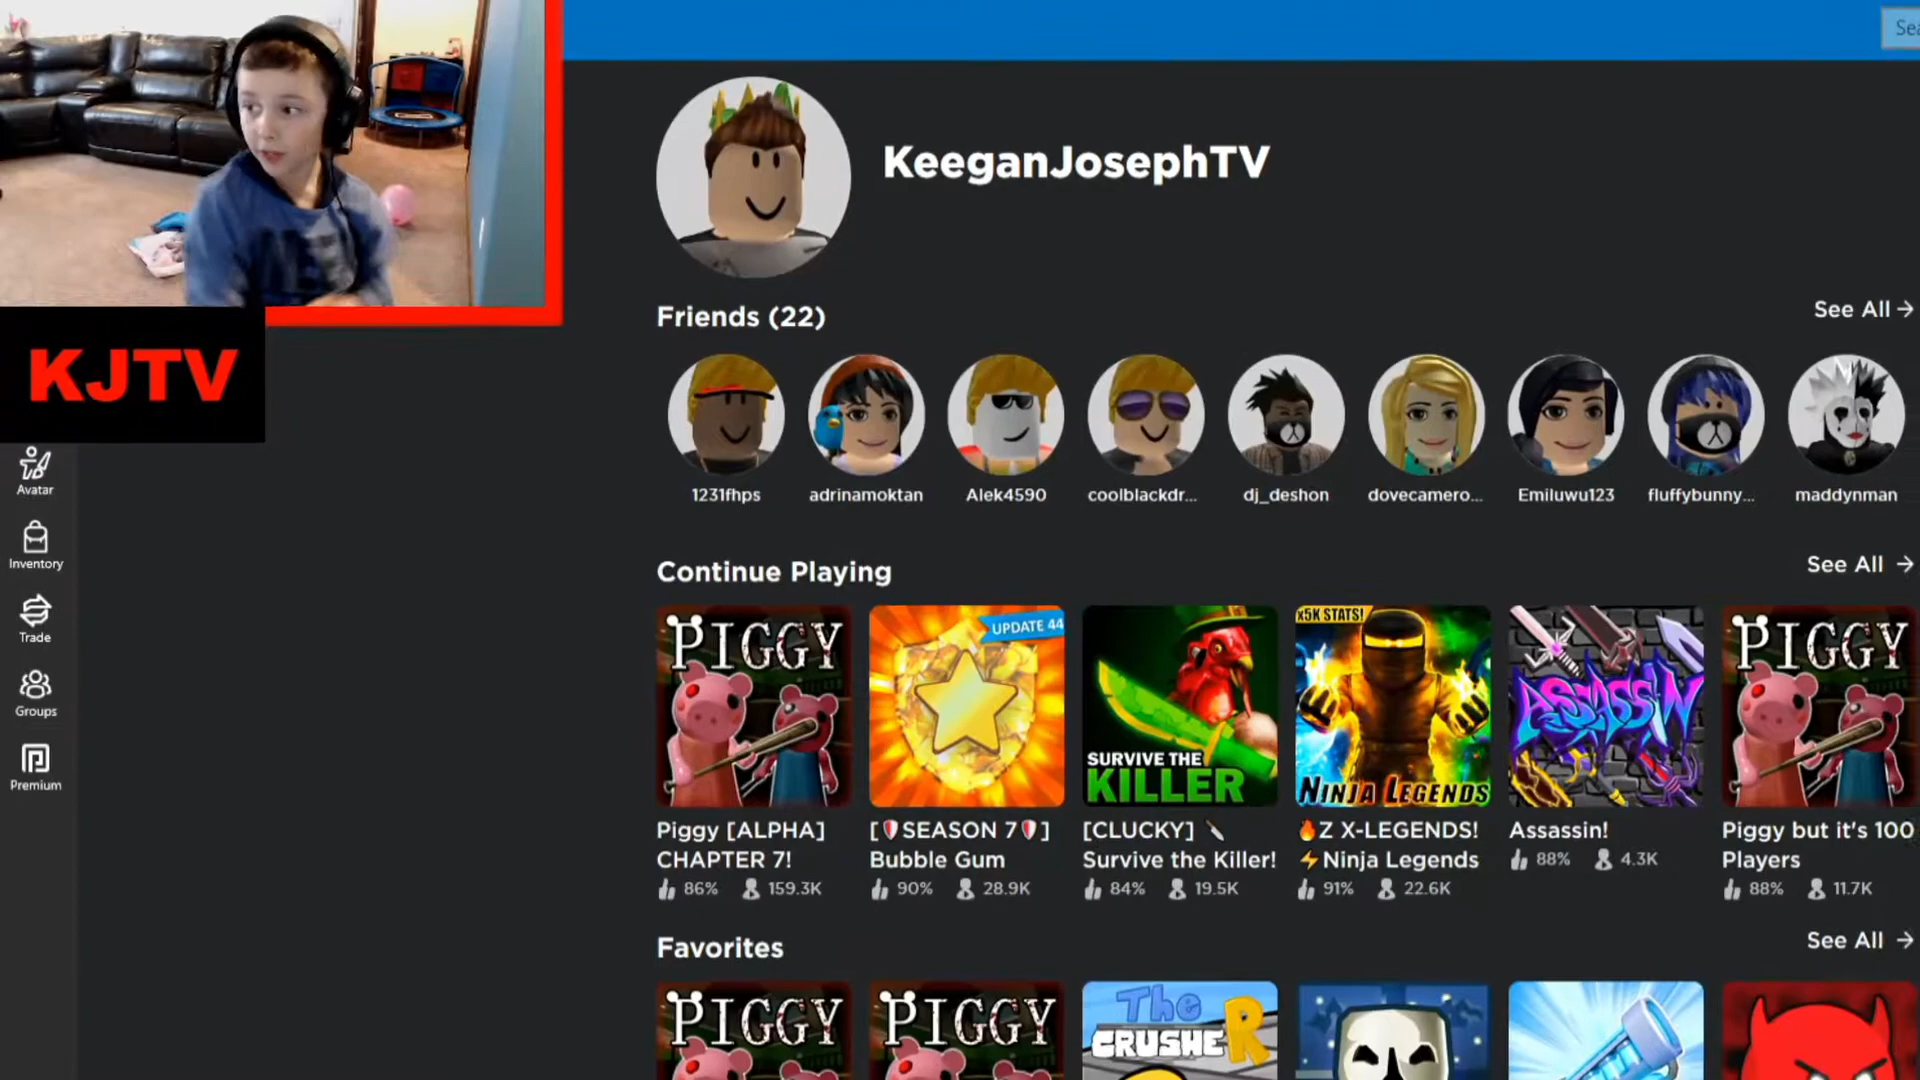 Sea
KeeganJosephTV
Friends (22)
See All →
KJTV
1231fhps
adrinamoktan
Alek4590
coolblackdr...
dj_deshon
dovecamero...
Emiluwu123
fluffybunny...
maddynman
Avatar
Inventory
Trade
Groups
Premium
Continue Playing
See All →
PIGGY
UPDATE 44
SURVIVE THE
KILLER
x5K STATS!
NINJA LEGENDS
ASSASSIN
PIGGY
Piggy [ALPHA]
CHAPTER 7!
86% 159.3K
[SEASON 7]
Bubble Gum
90% 28.9K
[CLUCKY]
Survive the Killer!
84% 19.5K
Z X-LEGENDS!
Ninja Legends
91% 22.6K
Assassin!
88% 4.3K
Piggy but it's 100
Players
88% 11.7K
Favorites
See All →
PIGGY
PIGGY
The
CRUSHER